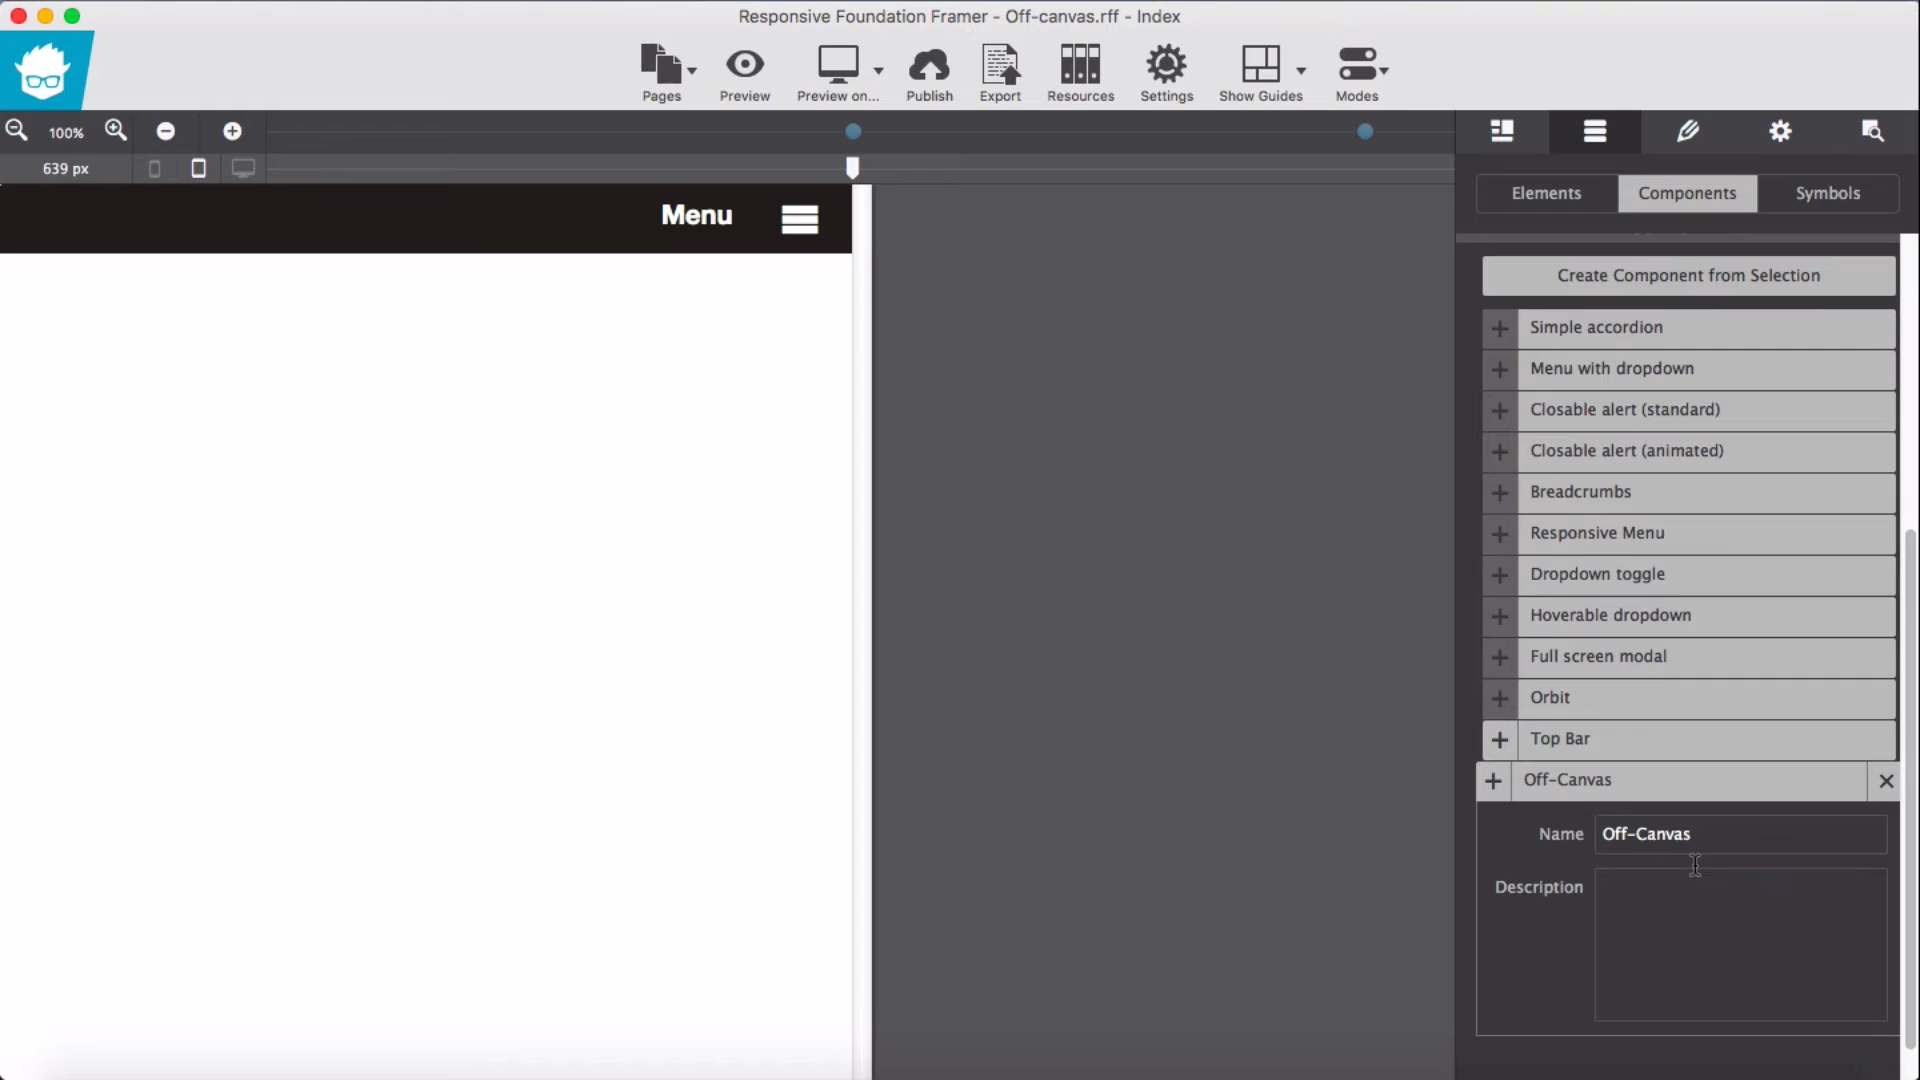 Responsive Foundation Framer - Off-canvas.rff - Index
Pages
Preview
Preview on...
Publish
Export
Resources
Settings
Show Guides
Modes
100%
639 px
Elements
Components
Symbols
Menu
Create Component from Selection
Simple accordion
Menu with dropdown
Closable alert (standard)
Closable alert (animated)
Breadcrumbs
Responsive Menu
Dropdown toggle
Hoverable dropdown
Full screen modal
Orbit
Top Bar
Off-Canvas
Name Off-Canvas
Description